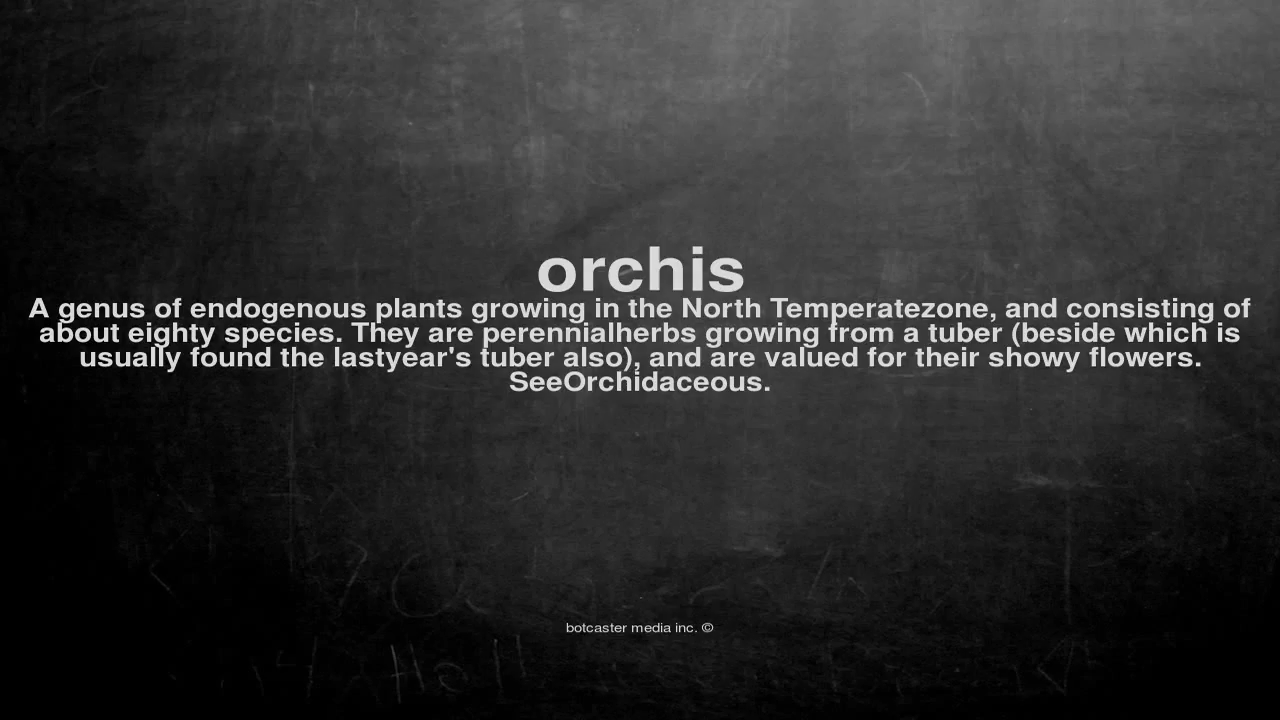 orchis
A genus of endogenous plants growing in the North Temperatezone, and consisting of
about eighty species. They are perennialherbs growing from a tuber (beside which is
usually found the lastyear's tuber also), and are valued for their showy flowers.
SeeOrchidaceous.
botcaster media inc. ©